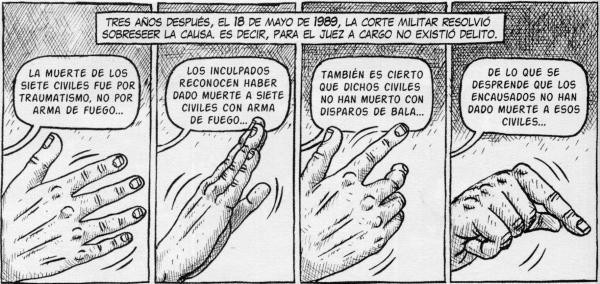 TRES AÑOS DESPUÉS, EL 18 DE MAYO DE 1989, LA CORTE MILITAR RESOLVIÓ
SOBRESEER LA CAUSA. ES DECIR, PARA EL JUEZ A CARGO NO EXISTIÓ DELITO.
LA MUERTE DE LOS
SIETE CIVILES FUE POR
TRAUMATISMO, NO POR
ARMA DE FUEGO...
LOS INCULPADOS
RECONOCEN HABER
DADO MUERTE A SIETE
CIVILES CON ARMA
DE FUEGO...
TAMBIÉN ES CIERTO
QUE DICHOS CIVILES
NO HAN MUERTO CON
DISPAROS DE BALA...
DE LO QUE SE
DESPRENDE QUE LOS
ENCAUSADOS NO HAN
DADO MUERTE A ESOS
CIVILES...